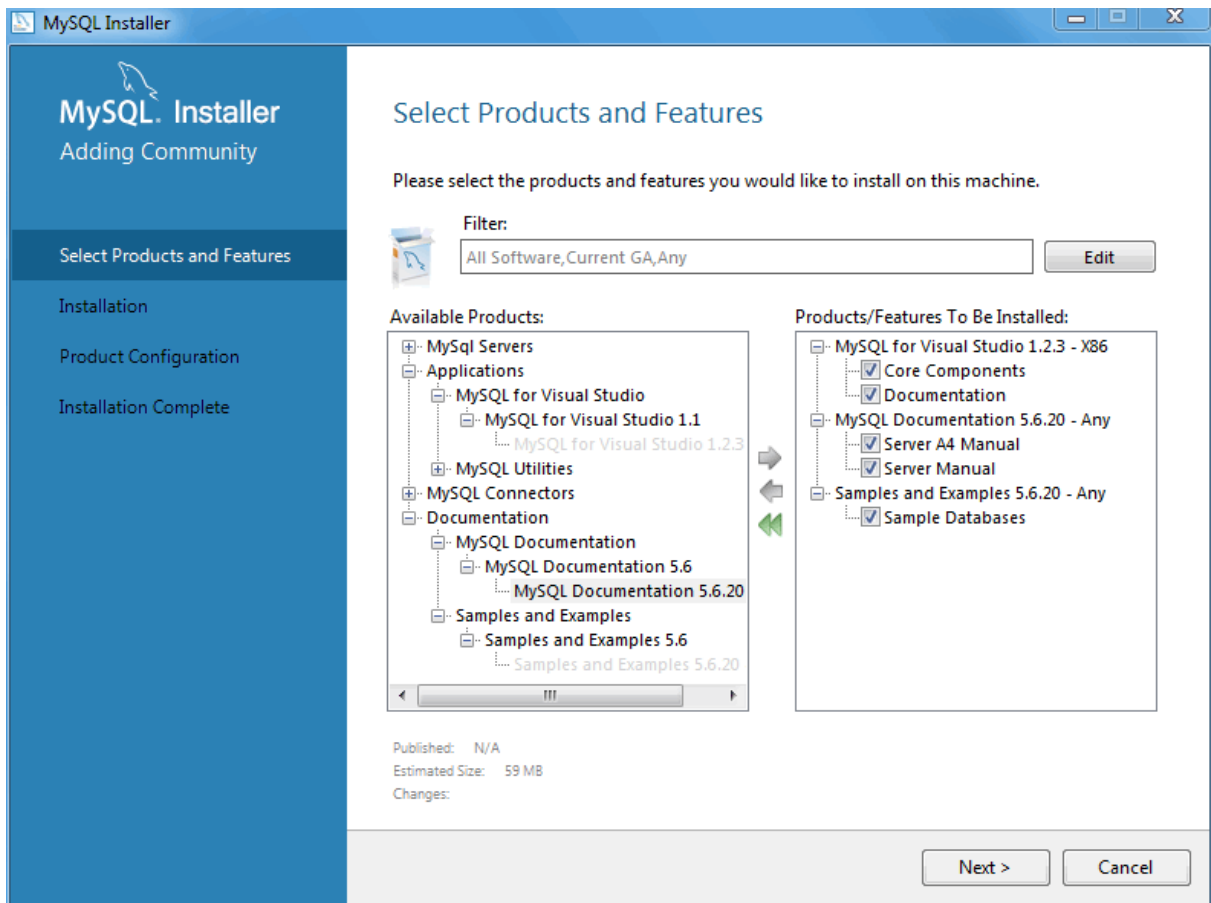 MySQL Installer
MySQL. Installer
Adding Community
Select Products and Features
Installation
Product Configuration
Installation Complete
Select Products and Features
Please select the products and features you would like to install on this machine.
Filter:
All Software,Current GA,Any
Edit
Available Products:
MySql Servers
Applications
MySQL for Visual Studio
MySQL for Visual Studio 1.1
MySQL for Visual Studio 1.2.3
MySQL Utilities
MySQL Connectors
Documentation
MySQL Documentation
MySQL Documentation 5.6
MySQL Documentation 5.6.20
Samples and Examples
Samples and Examples 5.6
Samples and Examples 5.6.20
Products/Features To Be Installed:
MySQL for Visual Studio 1.2.3 - X86
Core Components
Documentation
MySQL Documentation 5.6.20 - Any
Server A4 Manual
Server Manual
Samples and Examples 5.6.20 - Any
Sample Databases
Published: N/A
Estimated Size: 59 MB
Changes:
Next >
Cancel